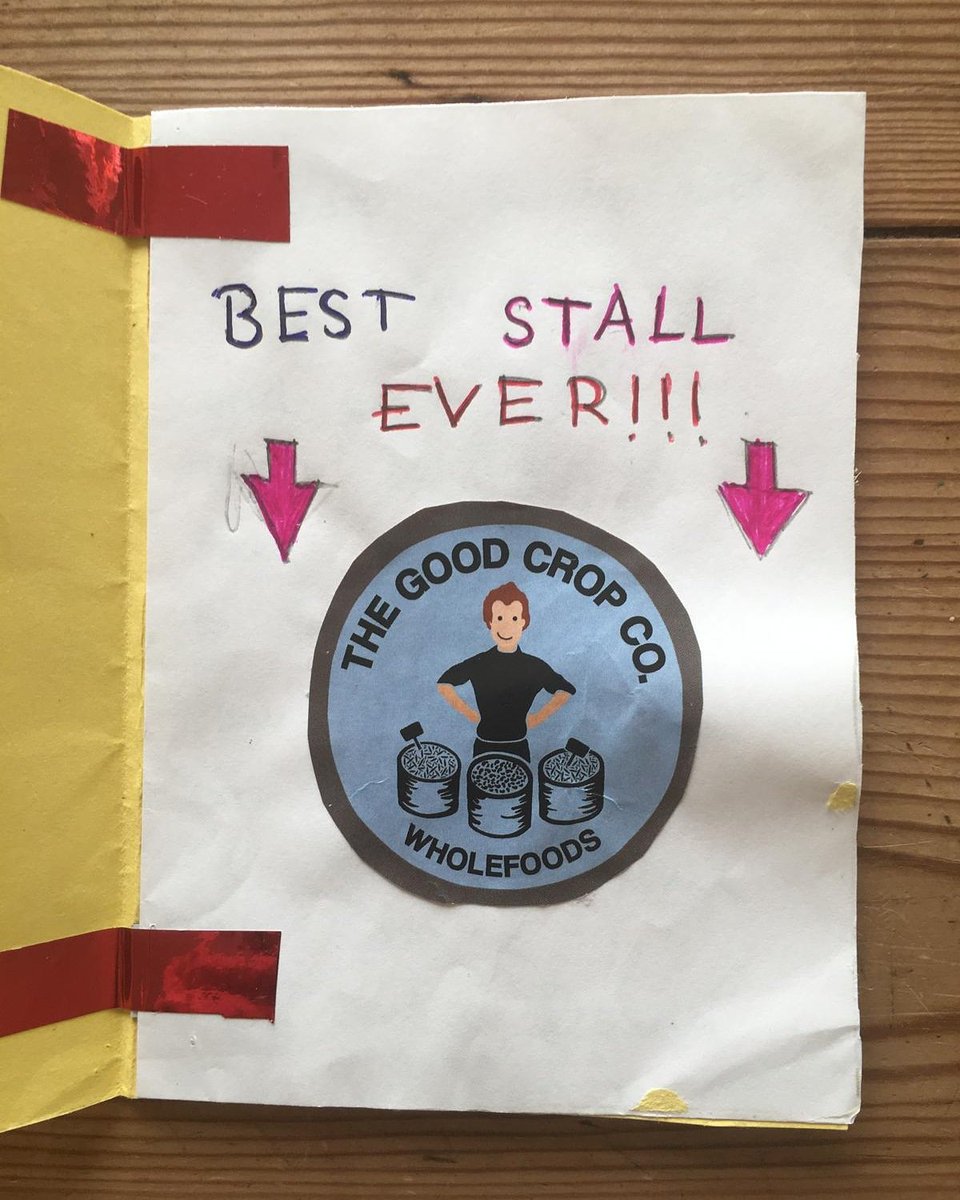 BEST STALL
EVER!!!
THE GOOD CROP CO.
WHOLEFOODS